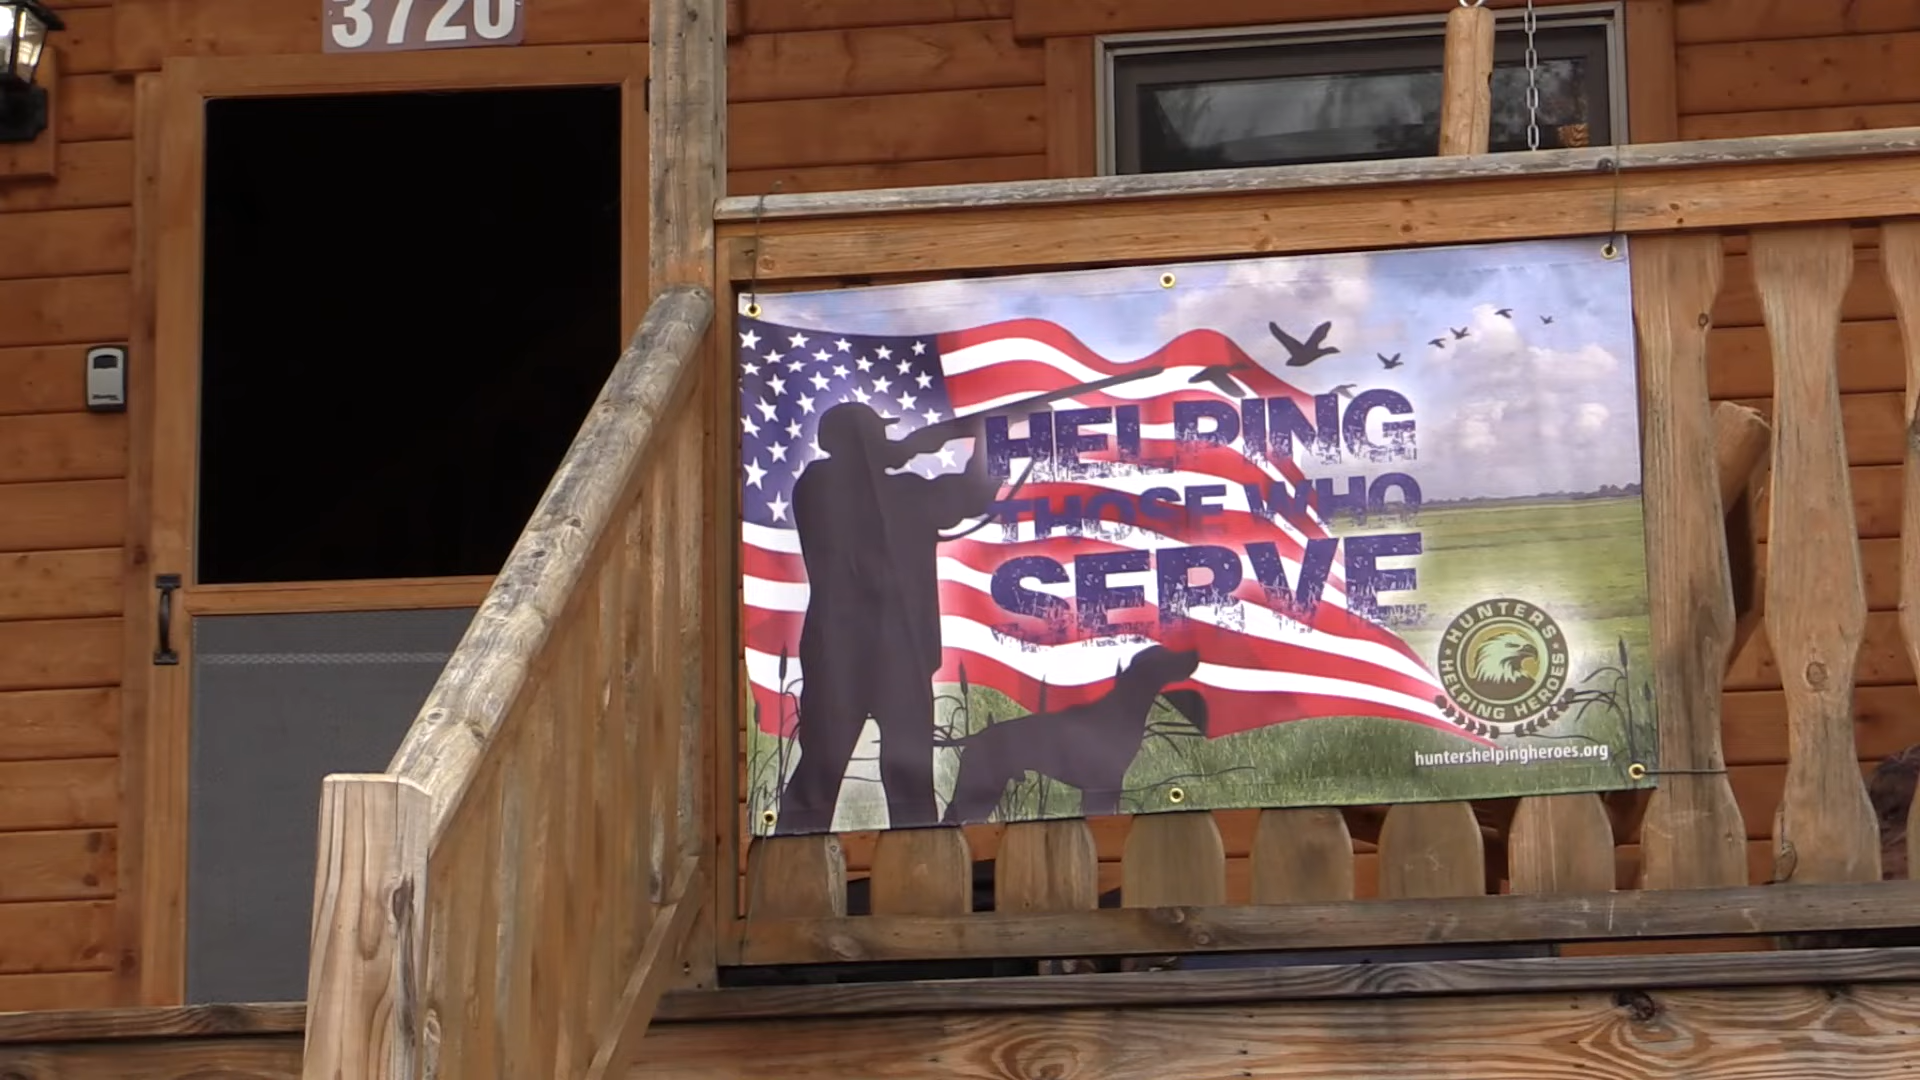 3720
HELPING
THOSE WHO
SERVE
HUNTERS
HELPING HEROES
huntershelpingheroes.org